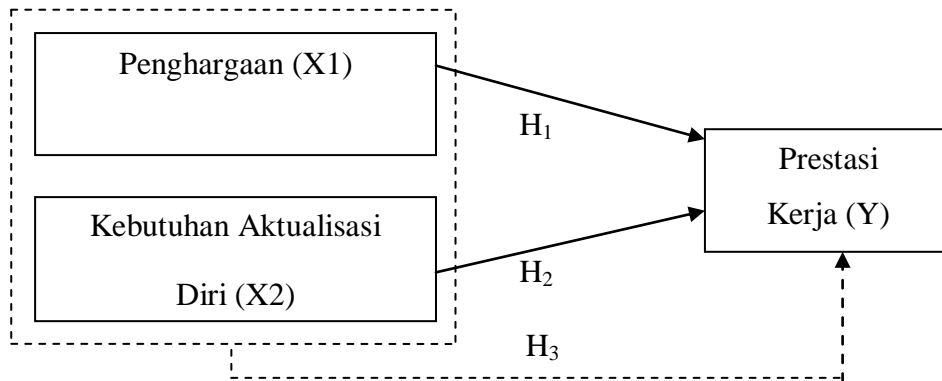 Penghargaan (X1)
H₁
Prestasi
Kerja (Y)
Kebutuhan Aktualisasi
Diri (X2)
H₂
H₃